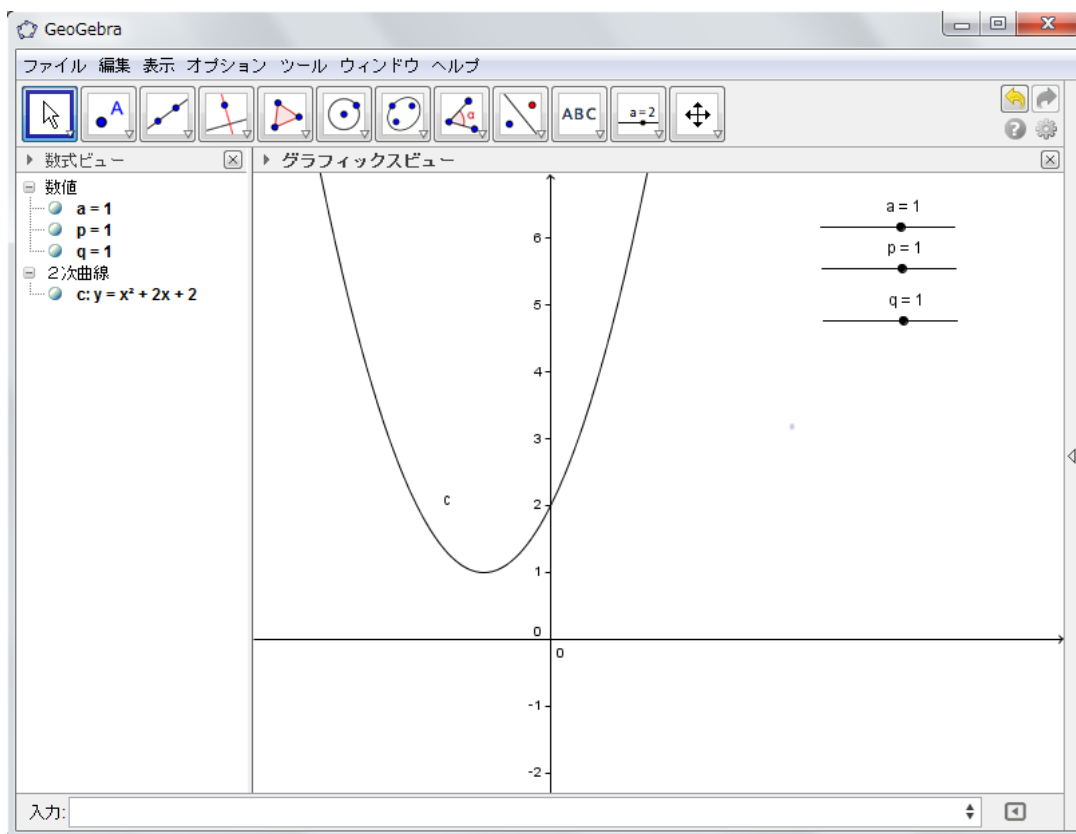 GeoGebra
ファイル 編集 表示 オプション ツール ウィンドウ ヘルプ
A
α
ABC
a=2
数式ビュー
グラフィックスビュー
数値
a = 1
p = 1
q = 1
2次曲線
c: y = x² + 2x + 2
a = 1
p = 1
q = 1
6
5
4
3
c
2
1
0
0
-1
-2
入力: